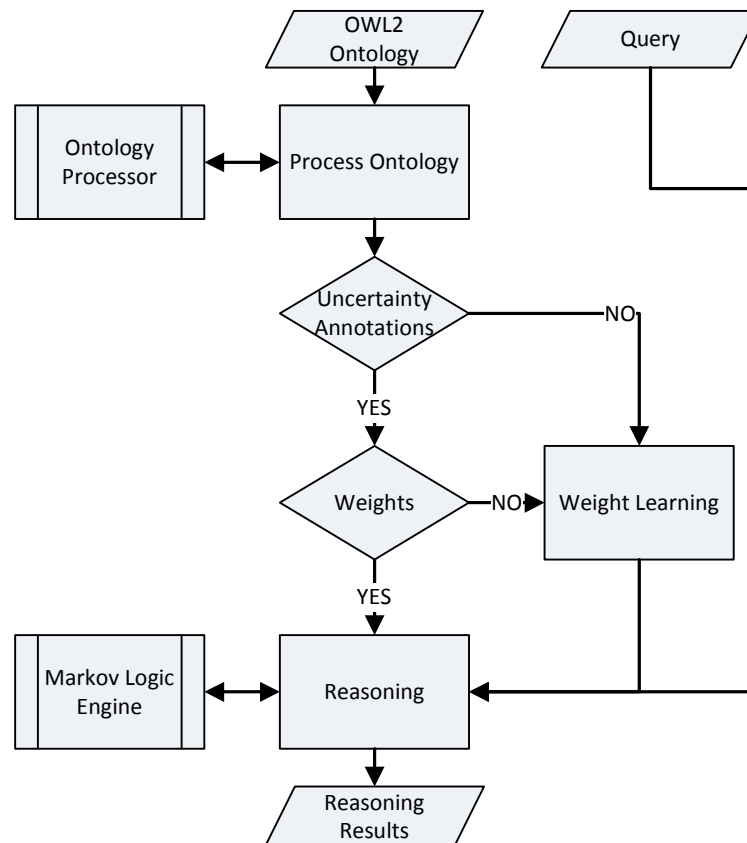 OWL2
Ontology
Query
Ontology
Processor
Process Ontology
Uncertainty
Annotations
NO
YES
Weights
NO
Weight Learning
YES
Markov Logic
Engine
Reasoning
Reasoning
Results